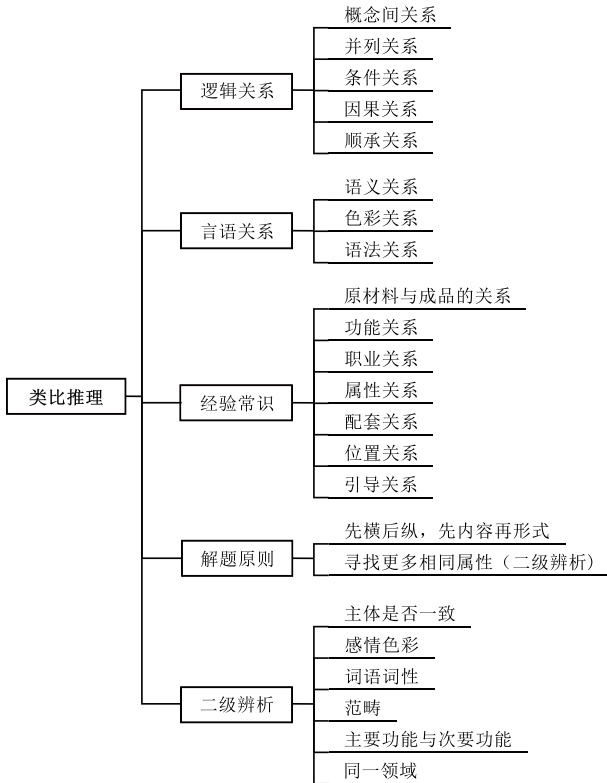 类比推理
逻辑关系
概念间关系
并列关系
条件关系
因果关系
顺承关系
言语关系
语义关系
色彩关系
语法关系
经验常识
原材料与成品的关系
功能关系
职业关系
属性关系
配套关系
位置关系
引导关系
解题原则
先横后纵，先内容再形式
寻找更多相同属性（二级辨析)
二级辨析
主体是否一致
感情色彩
词语词性
范畴
主要功能与次要功能
同一领域